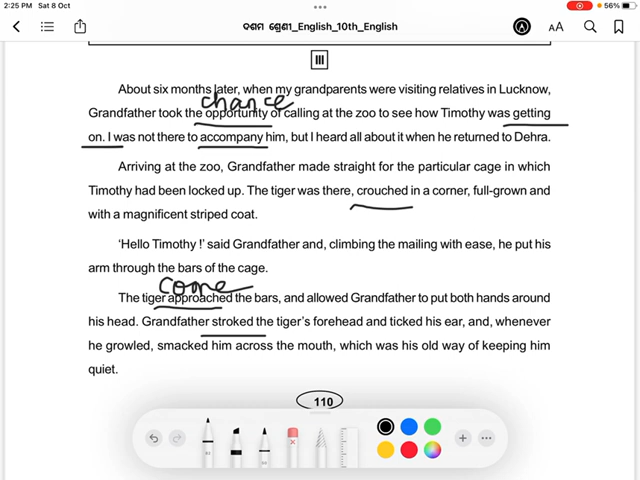 2:25 PM Sat 8 Oct
56%
ଦଶମ ଶ୍ରେଣୀ_English_10th_English
AA
III
About six months later, when my grandparents were visiting relatives in Lucknow,
chance
Grandfather took the opportunity of calling at the zoo to see how Timothy was getting
on. I was not there to accompany him, but I heard all about it when he returned to Dehra.
Arriving at the zoo, Grandfather made straight for the particular cage in which
Timothy had been locked up. The tiger was there, crouched in a corner, full-grown and
with a magnificent striped coat.
‘Hello Timothy !’ said Grandfather and, climbing the mailing with ease, he put his
arm through the bars of the cage.
come
The tiger approached the bars, and allowed Grandfather to put both hands around
his head. Grandfather stroked the tiger’s forehead and ticked his ear, and, whenever
he growled, smacked him across the mouth, which was his old way of keeping him
quiet.
110